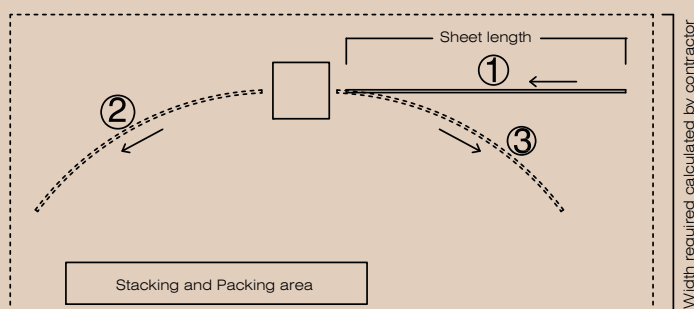 Sheet length
①
②
③
Stacking and Packing area
Width required calculated by contractor